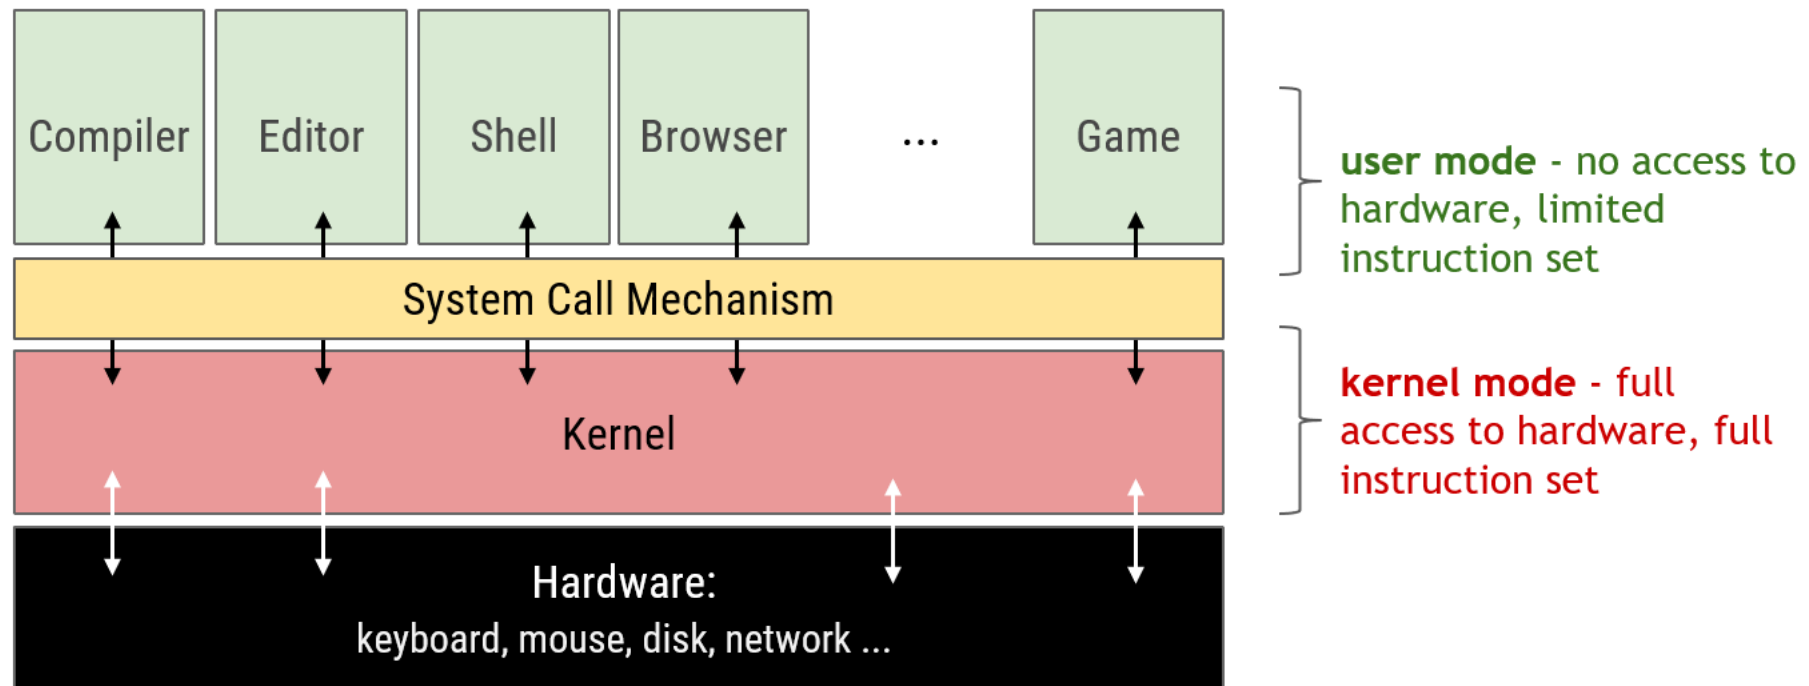 Compiler
Editor
Shell
Browser
...
Game
user mode - no access to
hardware, limited
instruction set
System Call Mechanism
kernel mode - full
access to hardware, full
instruction set
Kernel
Hardware:
keyboard, mouse, disk, network ...